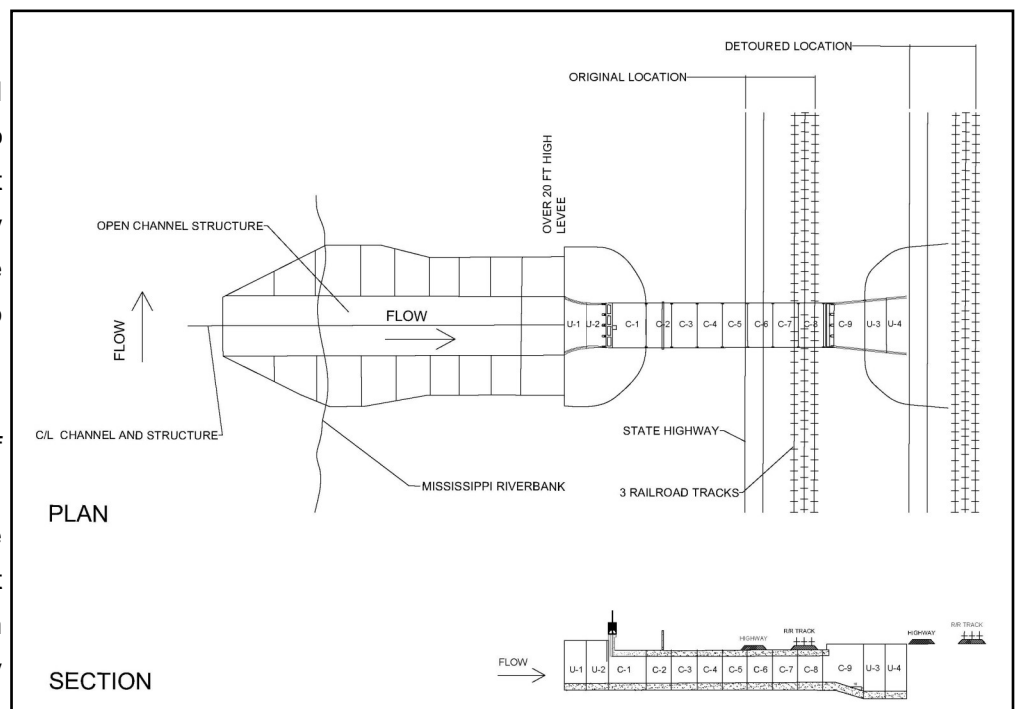 DETOURED LOCATION
ORIGINAL LOCATION
OVER 20 FT HIGH
LEVEE
OPEN CHANNEL STRUCTURE
FLOW
FLOW
U-1 U-2 C-1 C-2 C-3 C-4 C-5 C-6 C-7 C-8 C-9 U-3 U-4
C/L CHANNEL AND STRUCTURE
STATE HIGHWAY
MISSISSIPPI RIVERBANK
3 RAILROAD TRACKS
PLAN
HIGHWAY R/R TRACK HIGHWAY R/R TRACK
FLOW
U-1 U-2 C-1 C-2 C-3 C-4 C-5 C-6 C-7 C-8 C-9 U-3 U-4
SECTION